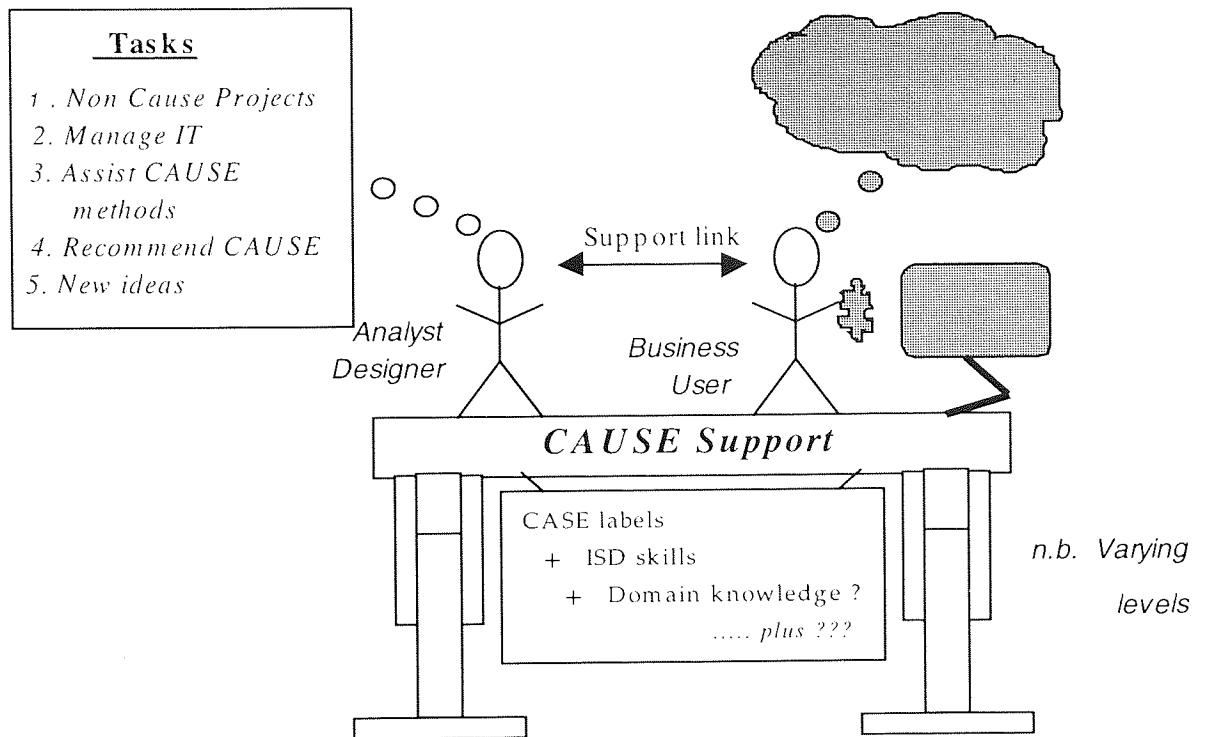 Tasks
1. Non Cause Projects
2. Manage IT
3. Assist CAUSE
methods
4. Recommend CAUSE
5. New ideas
Support link
Analyst
Designer
Business
User
CAUSE Support
CASE labels
+ ISD skills
+ Domain knowledge ?
..... plus ???
n.b. Varying
levels